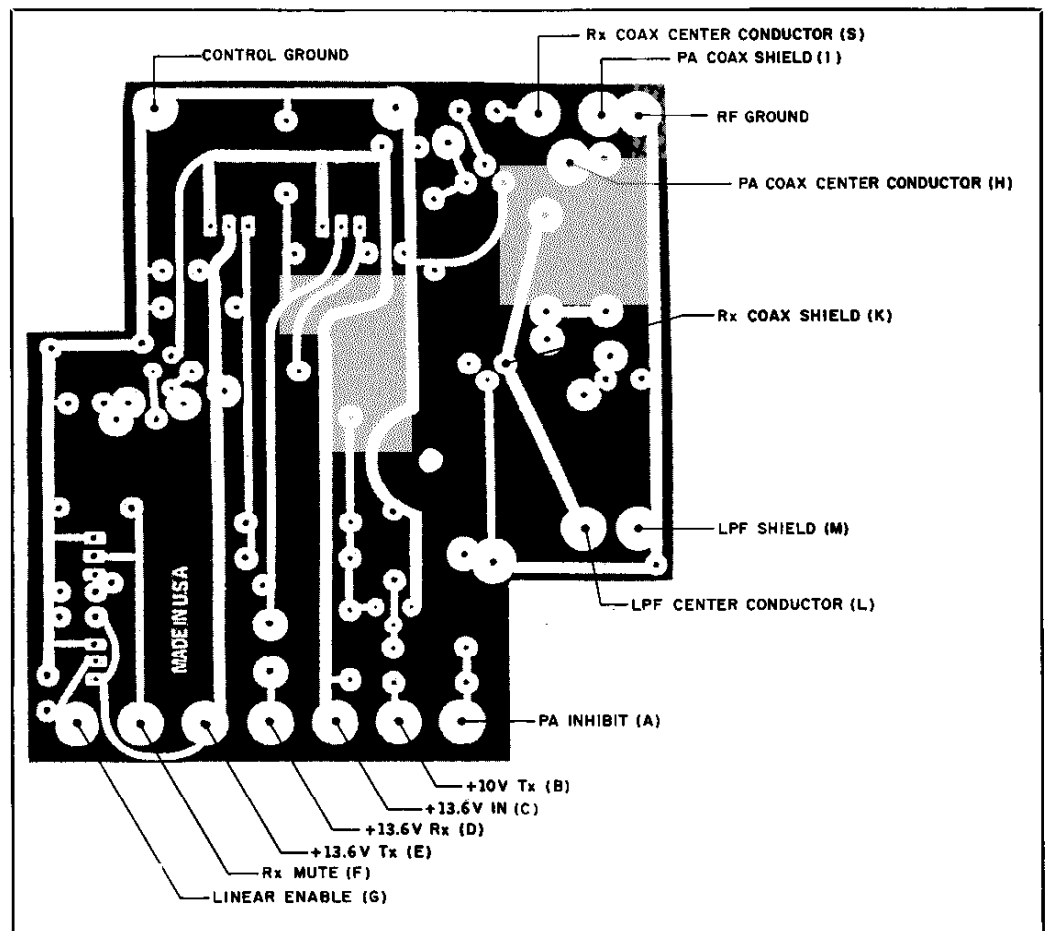 Rx COAX CENTER CONDUCTOR (S)
CONTROL GROUND
PA COAX SHIELD (I)
RF GROUND
PA COAX CENTER CONDUCTOR (H)
Rx COAX SHIELD (K)
LPF SHIELD (M)
MADE IN U.S.A
LPF CENTER CONDUCTOR (L)
PA INHIBIT (A)
+10V Tx (B)
+13.6V IN (C)
+13.6V Rx (D)
+13.6V Tx (E)
Rx MUTE (F)
LINEAR ENABLE (G)